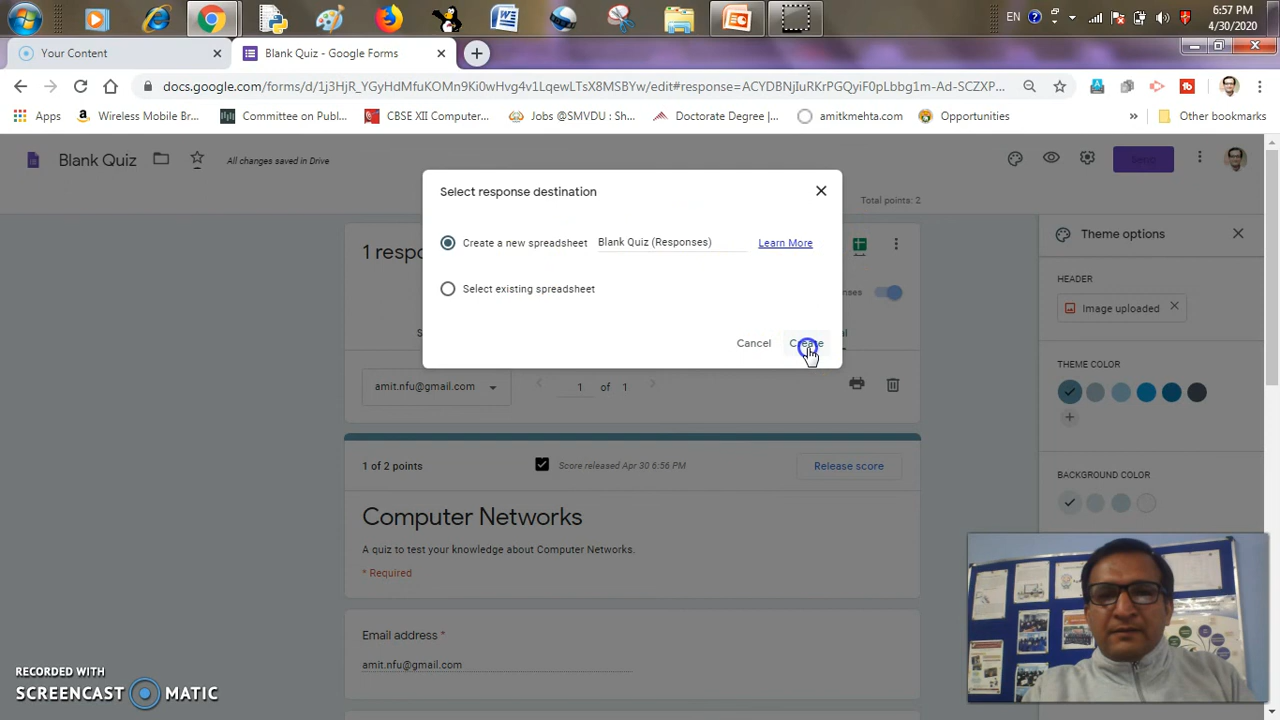 EN
6:57 PM
4/30/2020
Your Content
Blank Quiz - Google Forms
docs.google.com/forms/d/1j3HjR_YGyHdMfuKOMn9Ki0wHvg4v1LqewLTsX8MSBYw/edit#response=ACYDBNjIuRKrPGQyiF0pLbbg1m-Ad-SCZXP...
Apps
Wireless Mobile Br...
Committee on Publ...
CBSE XII Computer...
Jobs @SMVDU : Sh...
Doctorate Degree |...
amitkmehta.com
Opportunities
Other bookmarks
Blank Quiz
All changes saved in Drive
Send
Total points: 2
Select response destination
Create a new spreadsheet
Blank Quiz (Responses)
Learn More
Select existing spreadsheet
Cancel
Create
1 respo
nses
S
al
amit.nfu@gmail.com
1 of 1
1 of 2 points
Score released Apr 30 6:56 PM
Release score
Computer Networks
A quiz to test your knowledge about Computer Networks.
* Required
Email address *
amit.nfu@gmail.com
Theme options
HEADER
Image uploaded
THEME COLOR
BACKGROUND COLOR
RECORDED WITH
SCREENCAST MATIC